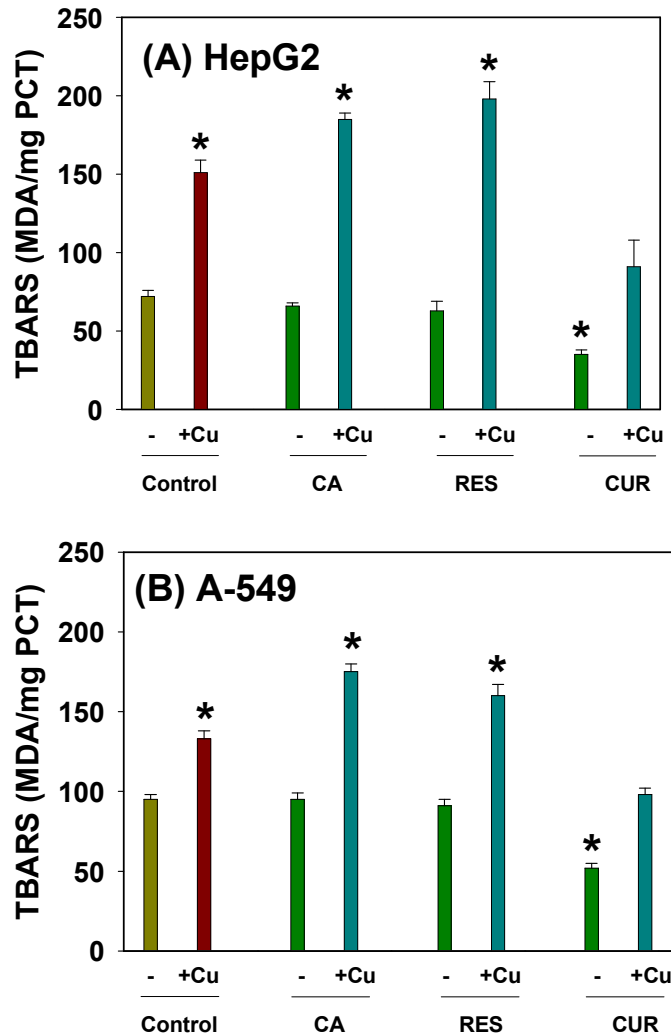 250
(A) HepG2
200
150
100
50
0
TBARS (MDA/mg PCT)
* * * *
- +Cu - +Cu - +Cu - +Cu
Control CA RES CUR
250
(B) A-549
200
150
100
50
0
TBARS (MDA/mg PCT)
* * * *
- +Cu - +Cu - +Cu - +Cu
Control CA RES CUR